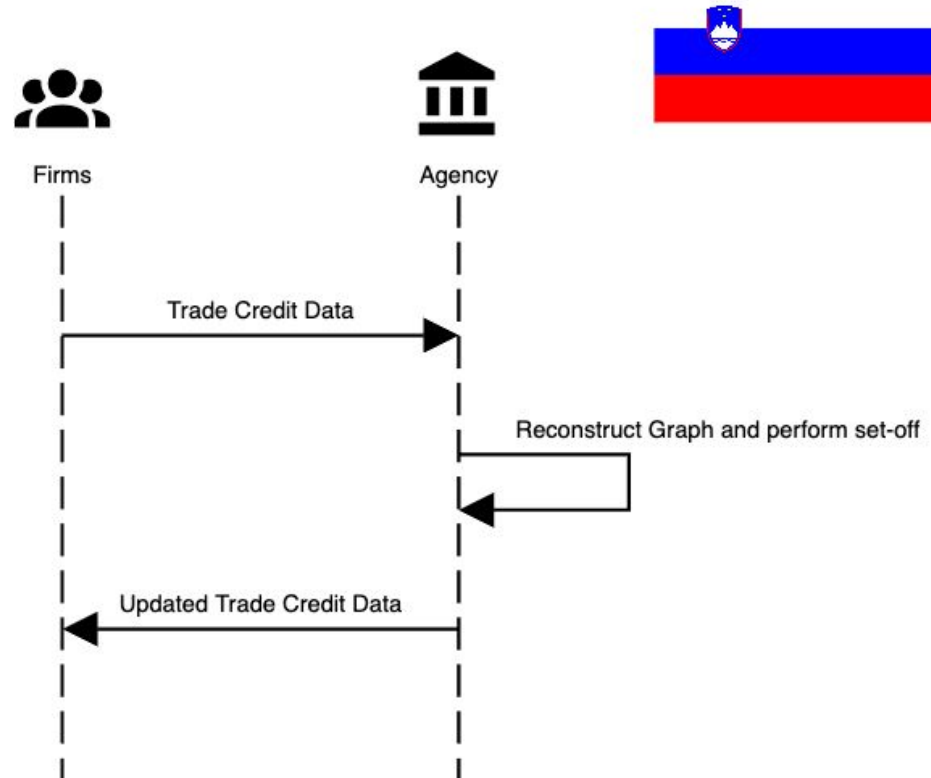 Firms
Agency
Trade Credit Data
Reconstruct Graph and perform set-off
Updated Trade Credit Data